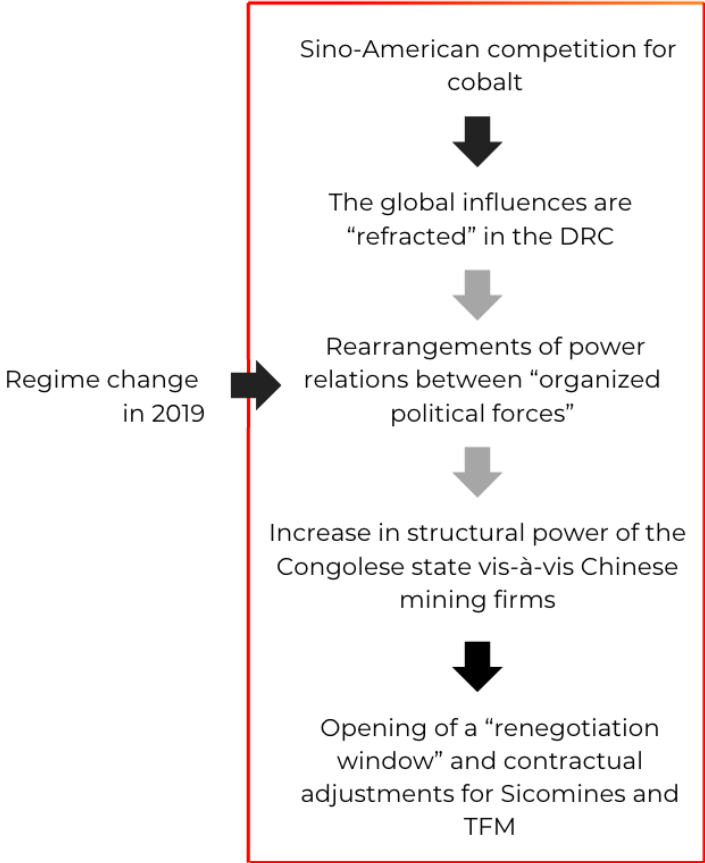 Sino-American competition for
cobalt
The global influences are
“refracted” in the DRC
Regime change
in 2019
Rearrangements of power
relations between “organized
political forces”
Increase in structural power of the
Congolese state vis-à-vis Chinese
mining firms
Opening of a “renegotiation
window” and contractual
adjustments for Sicomines and
TFM